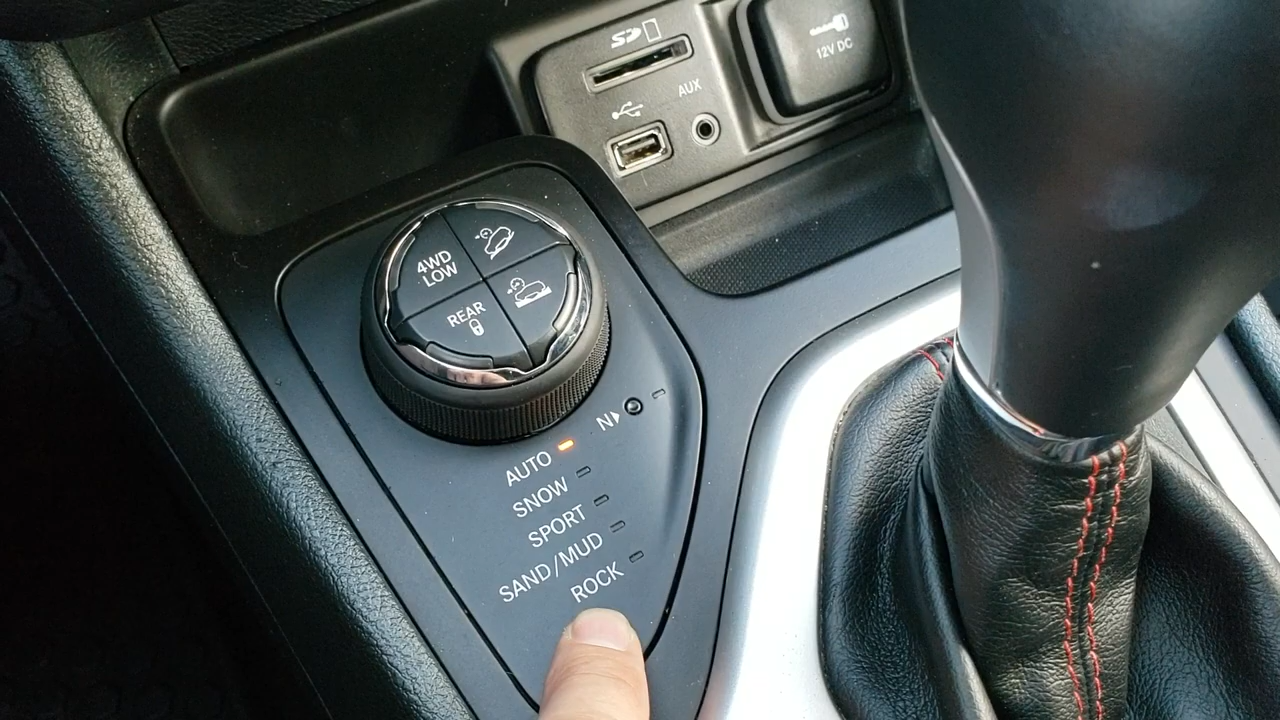 SD
AUX
12V DC
4WD
LOW
REAR
N
AUTO
SNOW
SPORT
SAND/MUD
ROCK